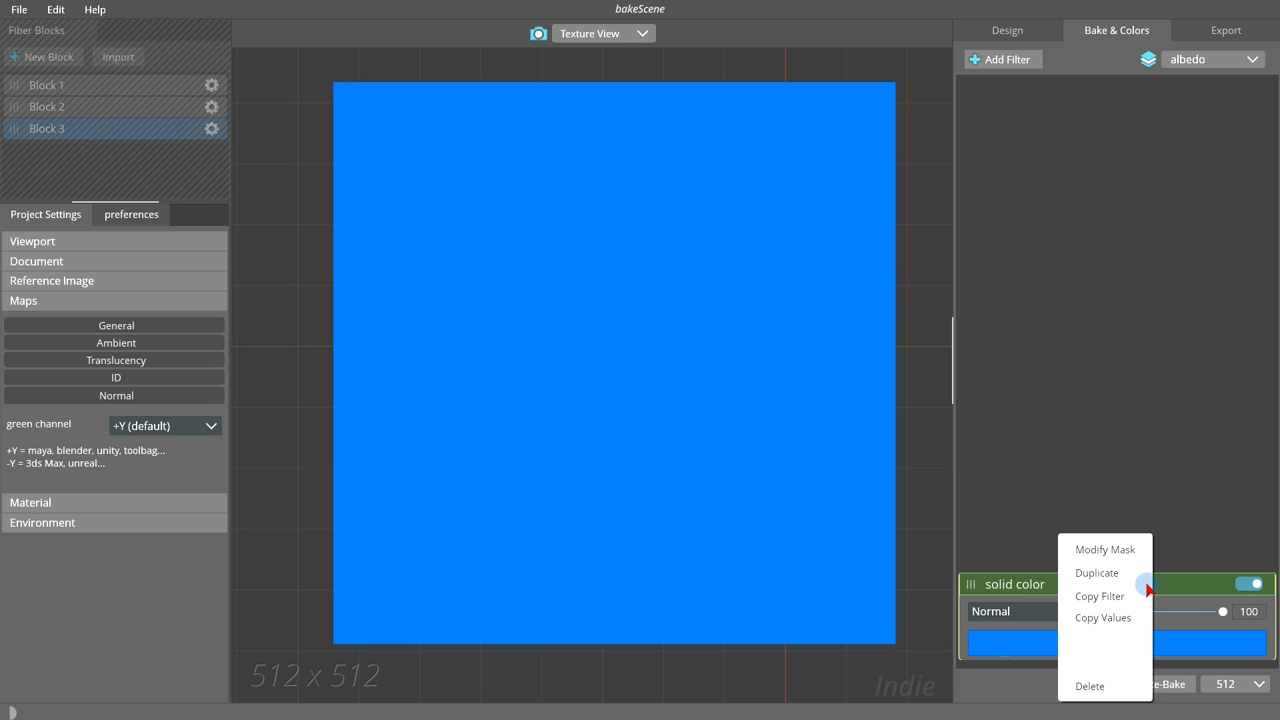 File Edit Help
bakeScene
Fiber Blocks
New Block Import
Block 1
Block 2
Block 3
Project Settings preferences
Viewport
Document
Reference Image
Maps
General
Ambient
Translucency
ID
Normal
green channel +Y (default)
+Y = maya, blender, unity, toolbag...
-Y = 3ds Max, unreal...
Material
Environment
Texture View
512 x 512
Indie
Design Bake & Colors Export
Add Filter albedo
Modify Mask
Duplicate
Copy Filter
Copy Values
Delete
solid color
Normal 100
e-Bake 512